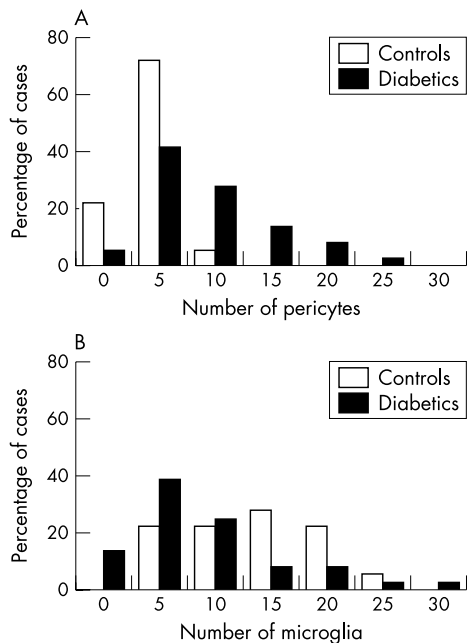 A
80
60
40
20
0
Percentage of cases
Controls
Diabetics
0 5 10 15 20 25 30
Number of pericytes
B
80
60
40
20
0
Percentage of cases
Controls
Diabetics
0 5 10 15 20 25 30
Number of microglia